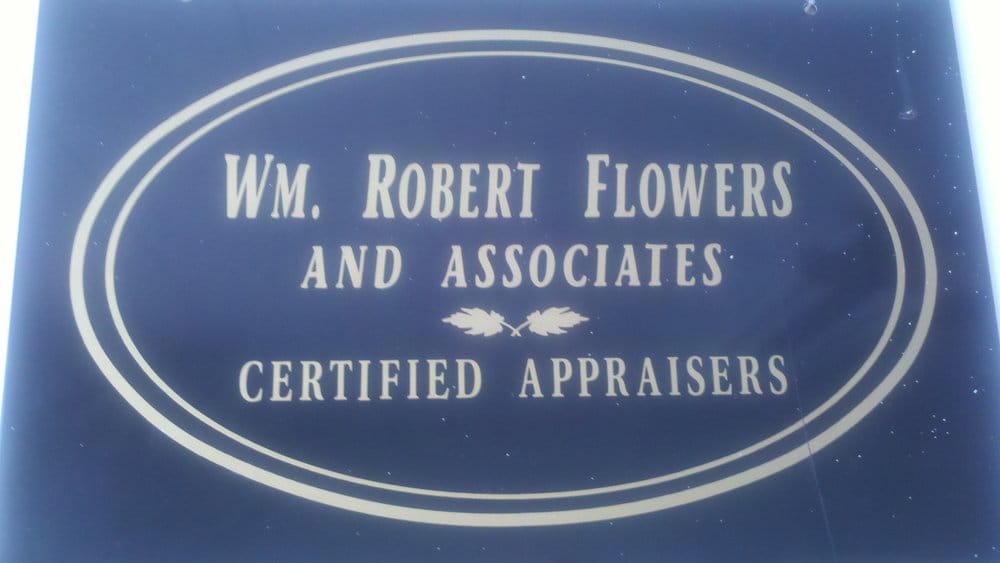 WM. ROBERT FLOWERS
AND ASSOCIATES
CERTIFIED APPRAISERS